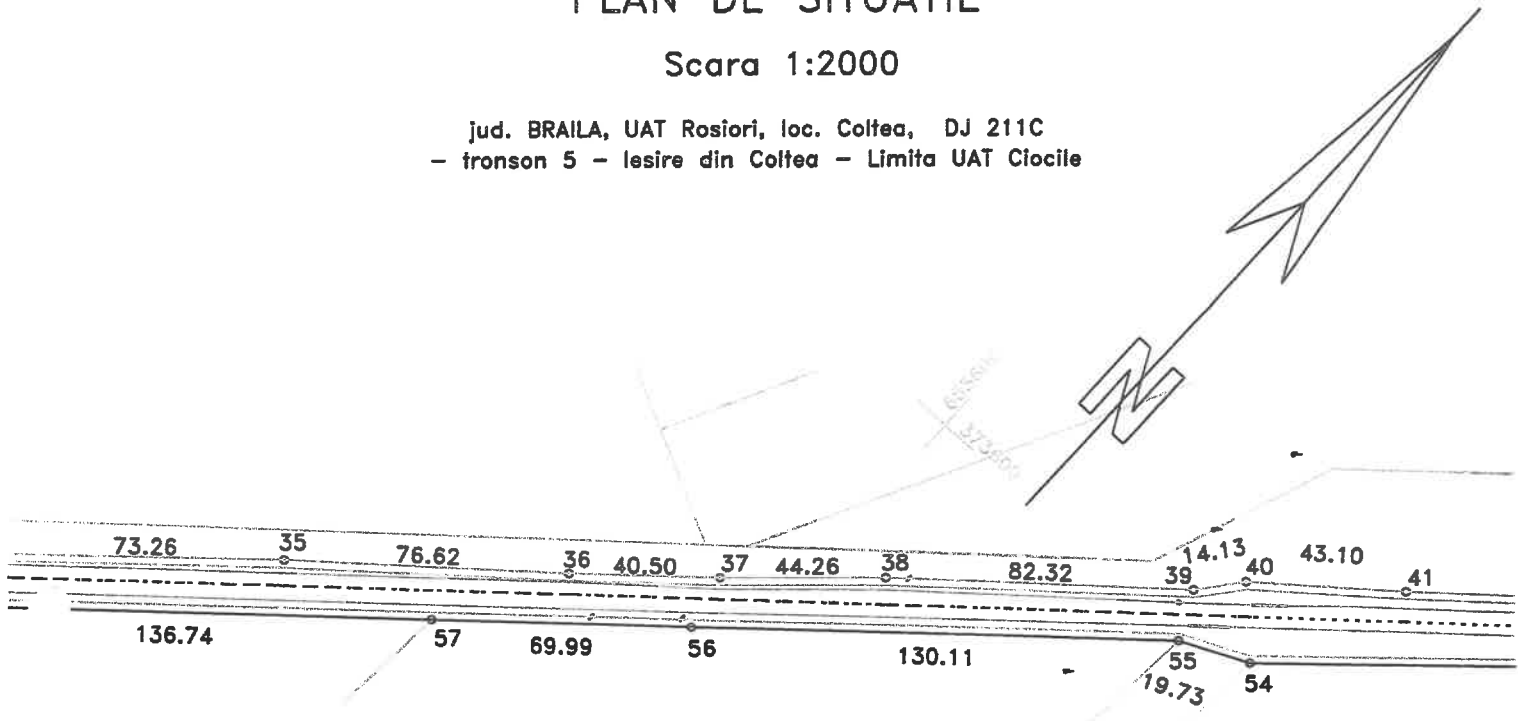 PLAN DE SITUATIE
Scara 1:2000
jud. BRAILA, UAT Rosiori, loc. Coltea, DJ 211C
- tronson 5 - Iesire din Coltea - Limita UAT Ciocile
N
373600
73.26 35 76.62 36 40.50 37 44.26 38 82.32 39 14.13 40 43.10 41
136.74 57 69.99 56 130.11 55 19.73 54